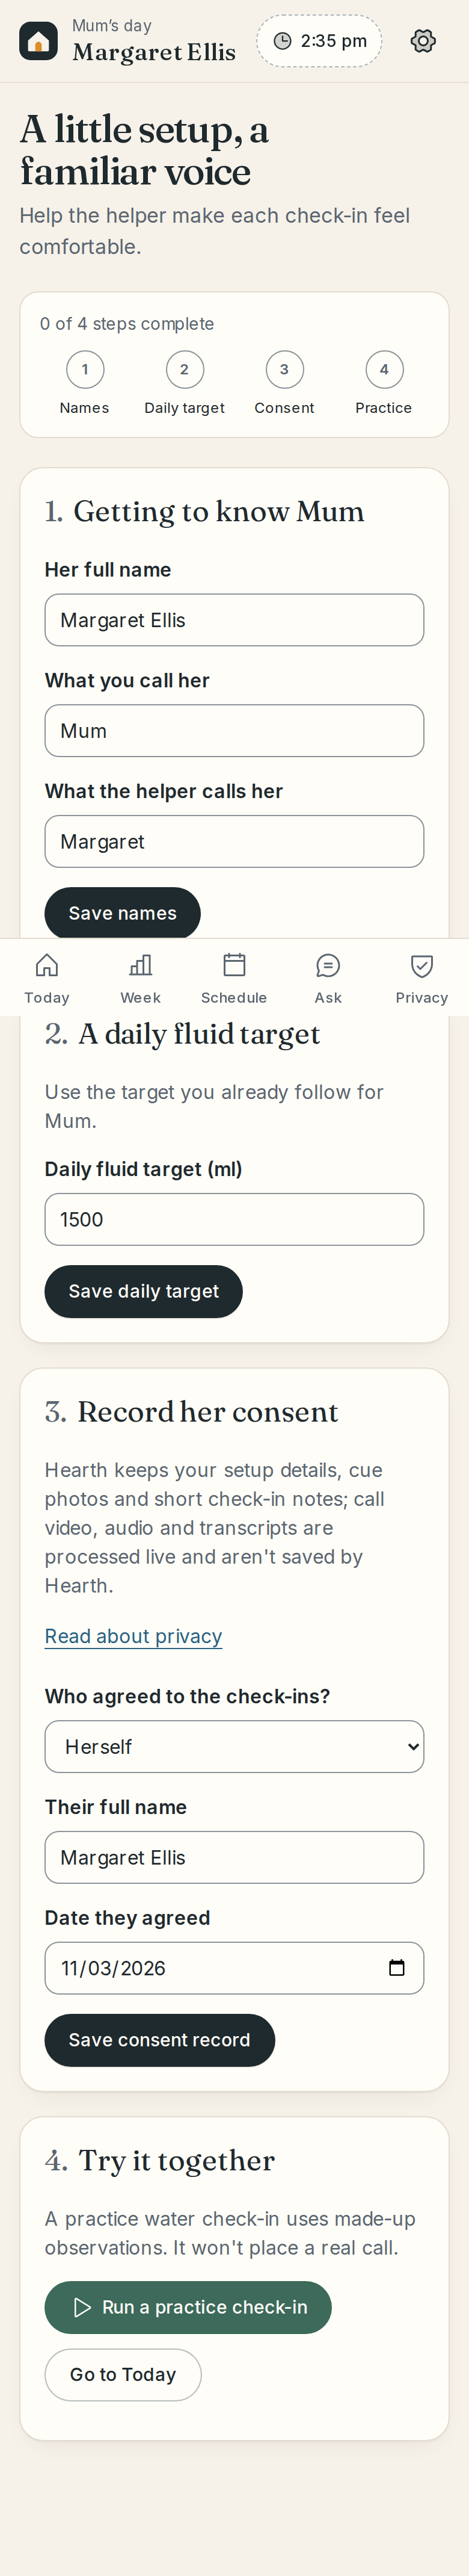 Mum’s day
Margaret Ellis
2:35 pm
A little setup, a
familiar voice
Help the helper make each check-in feel
comfortable.
0 of 4 steps complete
1
2
3
4
Names
Daily target
Consent
Practice
1. Getting to know Mum
Her full name
Margaret Ellis
What you call her
Mum
What the helper calls her
Margaret
Save names
Today
Week
Schedule
Ask
Privacy
2. A daily fluid target
Use the target you already follow for
Mum.
Daily fluid target (ml)
1500
Save daily target
3. Record her consent
Hearth keeps your setup details, cue
photos and short check-in notes; call
video, audio and transcripts are
processed live and aren't saved by
Hearth.
Read about privacy
Who agreed to the check-ins?
Herself
Their full name
Margaret Ellis
Date they agreed
11/03/2026
Save consent record
4. Try it together
A practice water check-in uses made-up
observations. It won't place a real call.
Run a practice check-in
Go to Today